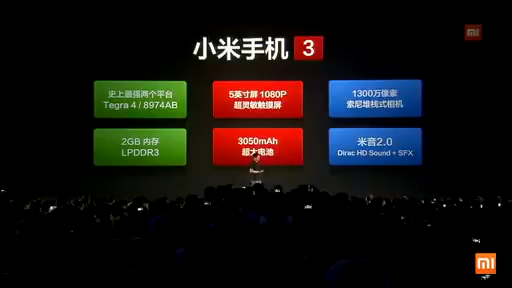 小米手机 3
史上最强两个平台
Tegra 4 / 8974AB
5英寸屏 1080P
超灵敏触摸屏
1300万像素
索尼堆栈式相机
2GB 内存
LPDDR3
3050mAh
超大电池
米音2.0
Dirac HD Sound + SFX
mi
mi